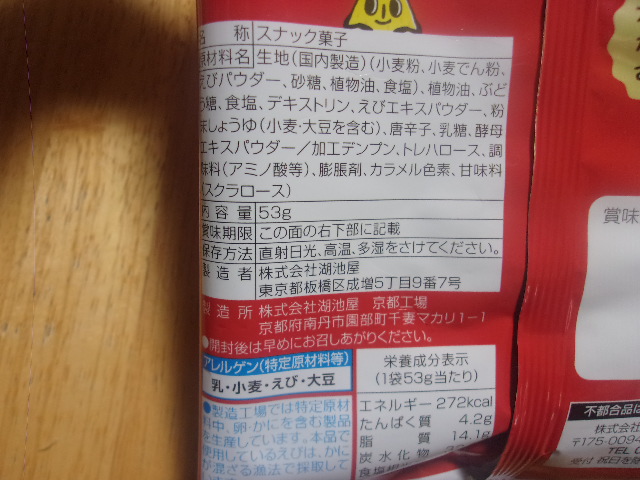 名 称 スナック菓子
原材料名 生地(国内製造)(小麦粉、小麦でん粉、
えびパウダー、砂糖、植物油、食塩)、植物油、ぶど
う糖、食塩、デキストリン、えびエキスパウダー、粉
末しょうゆ(小麦・大豆を含む)、唐辛子、乳糖、酵母
エキスパウダー/加工デンプン、トレハロース、調
味料(アミノ酸等)、膨脹剤、カラメル色素、甘味料
(スクラロース)
内容量 53g
賞味期限 この面の右下部に記載
保存方法 直射日光、高温、多湿をさけてください。
製造者 株式会社湖池屋
東京都板橋区成増5丁目9番7号
製造所 株式会社湖池屋 京都工場
京都府南丹市園部町千妻マカリ1-1
●開封後は早めにお召しあがりください。
アレルゲン(特定原材料等)
乳・小麦・えび・大豆
●製造工場では特定原材
料中、卵・かにを含む製品
を生産しています。本品で
使用しているえびは、かに
が混ざる漁法で採取して
栄養成分表示
(1袋53g当たり)
エネルギー 272kcal
たんぱく質 4.2g
脂質 14.1g
炭水化物
賞味
不都合品は
株式会
〒175-0094
TEL 0